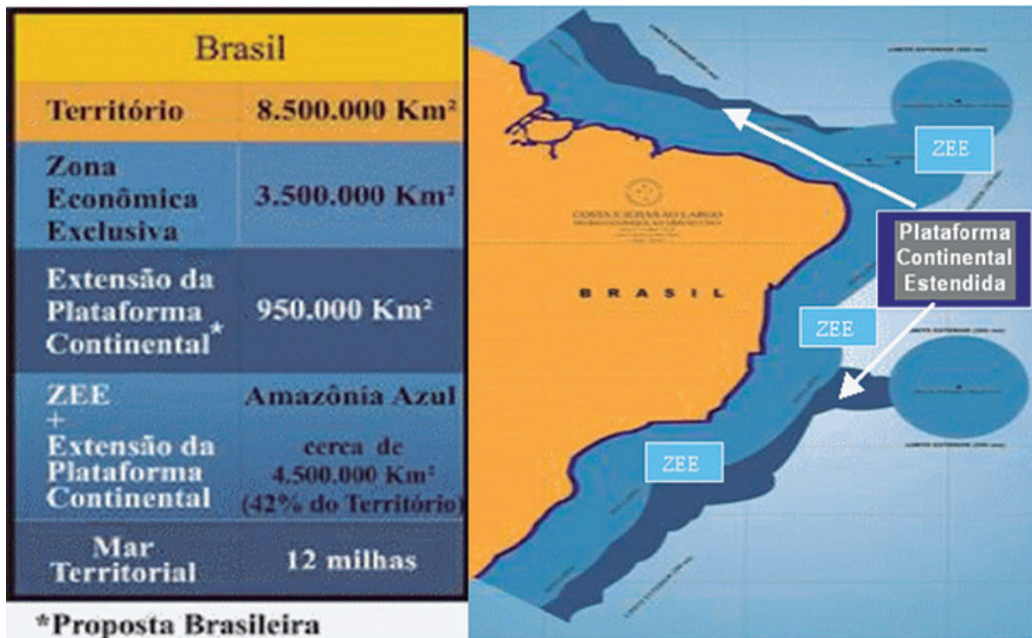 Brasil
Território
8.500.000 Km²
Zona
Econômica
Exclusiva
3.500.000 Km²
Extensão da
Plataforma
Continental*
950.000 Km²
ZEE
+
Extensão da
Plataforma
Continental
Amazônia Azul
cerca de
4.500.000 Km²
(42% do Território)
Mar
Territorial
12 milhas
*Proposta Brasileira
ZEE
Plataforma
Continental
Estendida
BRASIL
ZEE
ZEE